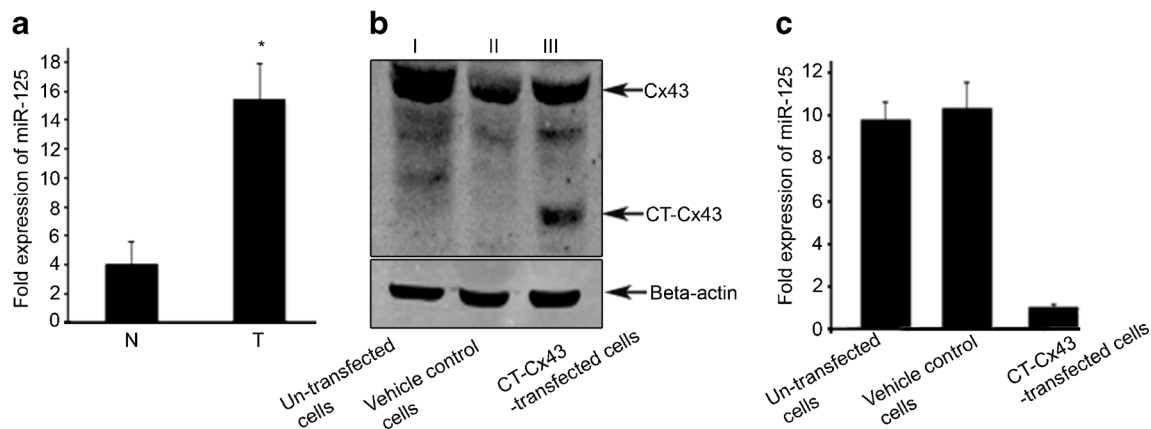 a
*
18
16
14
12
10
8
6
4
2
0
Fold expression of miR-125
N
T
b
I
II
III
Cx43
CT-Cx43
Beta-actin
Un-transfected
cells
Vehicle control
cells
CT-Cx43
-transfected cells
c
12
10
8
6
4
2
0
Fold expression of miR-125
Un-transfected
cells
Vehicle control
cells
CT-Cx43
-transfected cells